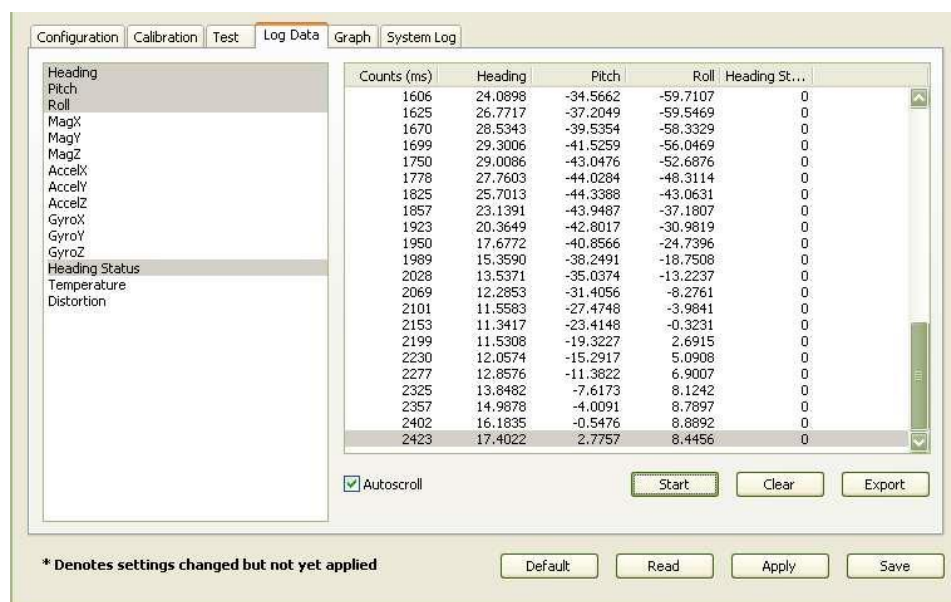 Configuration Calibration Test Log Data Graph System Log
Heading
Pitch
Roll
MagX
MagY
MagZ
AccelX
AccelY
AccelZ
GyroX
GyroY
GyroZ
Heading Status
Temperature
Distortion
Counts (ms) Heading Pitch Roll Heading St...
1606 24.0898 -34.5662 -59.7107 0
1625 26.7717 -37.2049 -59.5469 0
1670 28.5343 -39.5354 -58.3329 0
1699 29.3006 -41.5259 -56.0469 0
1750 29.0086 -43.0476 -52.6876 0
1778 27.7603 -44.0284 -48.3114 0
1825 25.7013 -44.3388 -43.0631 0
1857 23.1391 -43.9487 -37.1807 0
1923 20.3649 -42.8017 -30.9819 0
1950 17.6772 -40.8566 -24.7396 0
1989 15.3590 -38.2491 -18.7508 0
2028 13.5371 -35.0374 -13.2237 0
2069 12.2853 -31.4056 -8.2761 0
2101 11.5583 -27.4748 -3.9841 0
2153 11.3417 -23.4148 -0.3231 0
2199 11.5308 -19.3227 2.6915 0
2230 12.0574 -15.2917 5.0908 0
2277 12.8576 -11.3822 6.9007 0
2325 13.8482 -7.6173 8.1242 0
2357 14.9878 -4.0091 8.7897 0
2402 16.1835 -0.5476 8.8892 0
2423 17.4022 2.7757 8.4456 0
Autoscroll Start Clear Export
* Denotes settings changed but not yet applied Default Read Apply Save